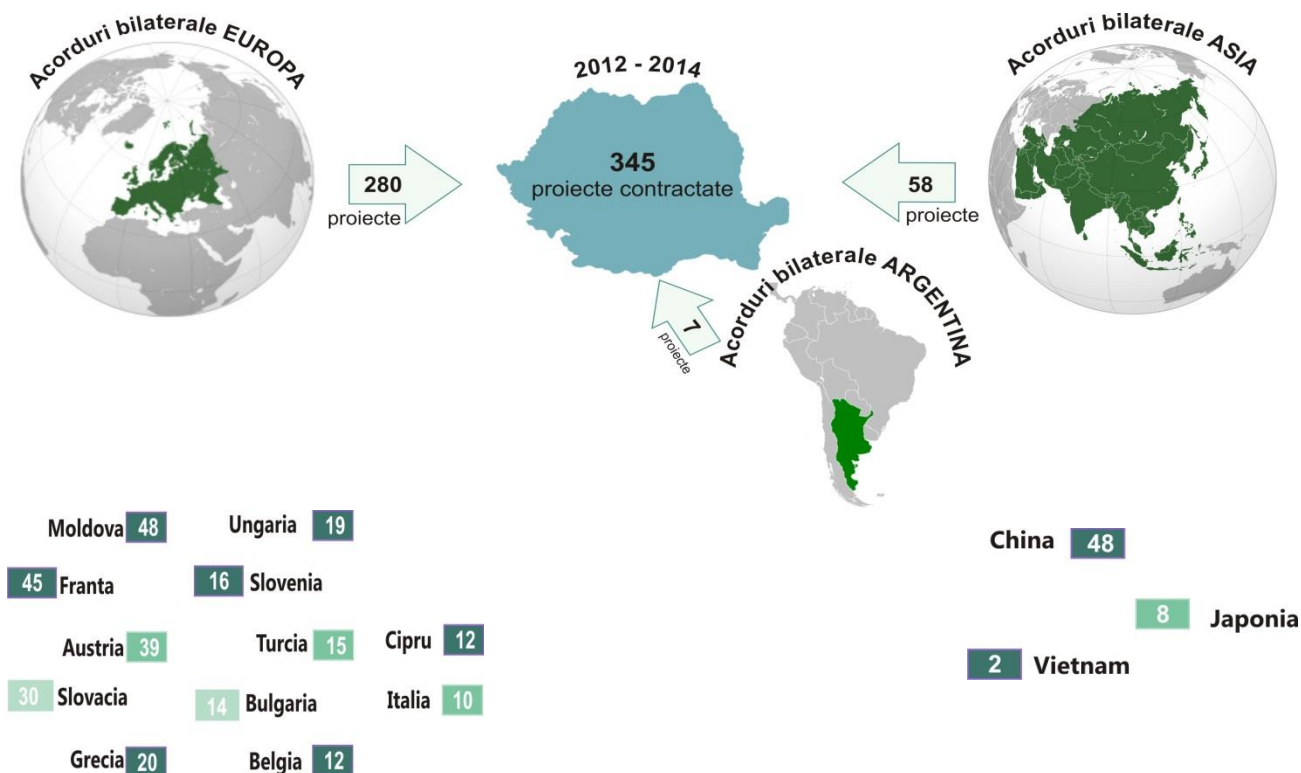 Acorduri bilaterale EUROPA
2012 - 2014
Acorduri bilaterale ASIA
345
proiecte contractate
280
proiecte
58
proiecte
Acorduri bilaterale ARGENTINA
7
proiecte
Moldova 48
Ungaria 19
45 Franta
16 Slovenia
Austria 39
Turcia 15
Cipru 12
30 Slovacia
14 Bulgaria
Italia 10
Grecia 20
Belgia 12
China 48
8 Japonia
2 Vietnam